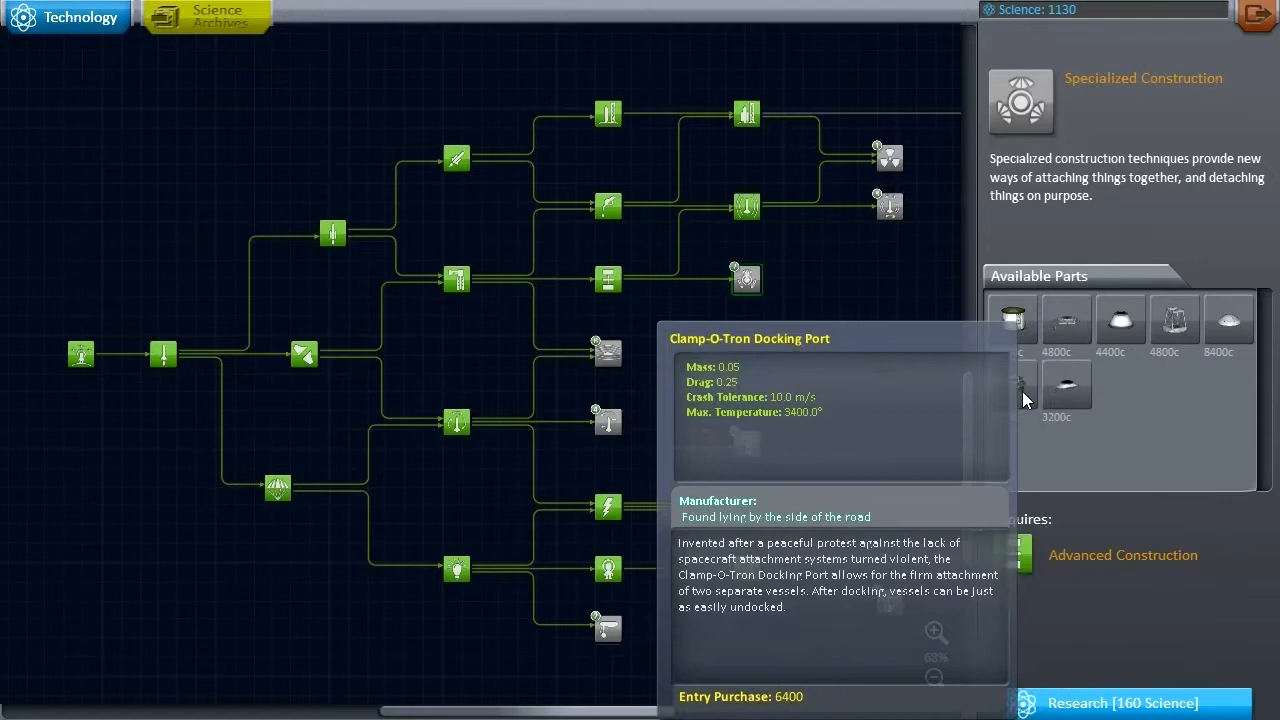 Technology
Science Archives
Science: 1130
Specialized Construction
Specialized construction techniques provide new
ways of attaching things together, and detaching
things on purpose.
Available Parts
4800c
4400c
4800c
8400c
3200c
Clamp-O-Tron Docking Port
Mass: 0.05
Drag: 0.25
Crash Tolerance: 10.0 m/s
Max. Temperature: 3400.0°
Manufacturer:
Found lying by the side of the road
Invented after a peaceful protest against the lack of
spacecraft attachment systems turned violent, the
Clamp-O-Tron Docking Port allows for the firm attachment
of two separate vessels. After docking, vessels can be just
as easily undocked.
Entry Purchase: 6400
uires:
Advanced Construction
63%
Research [160 Science]